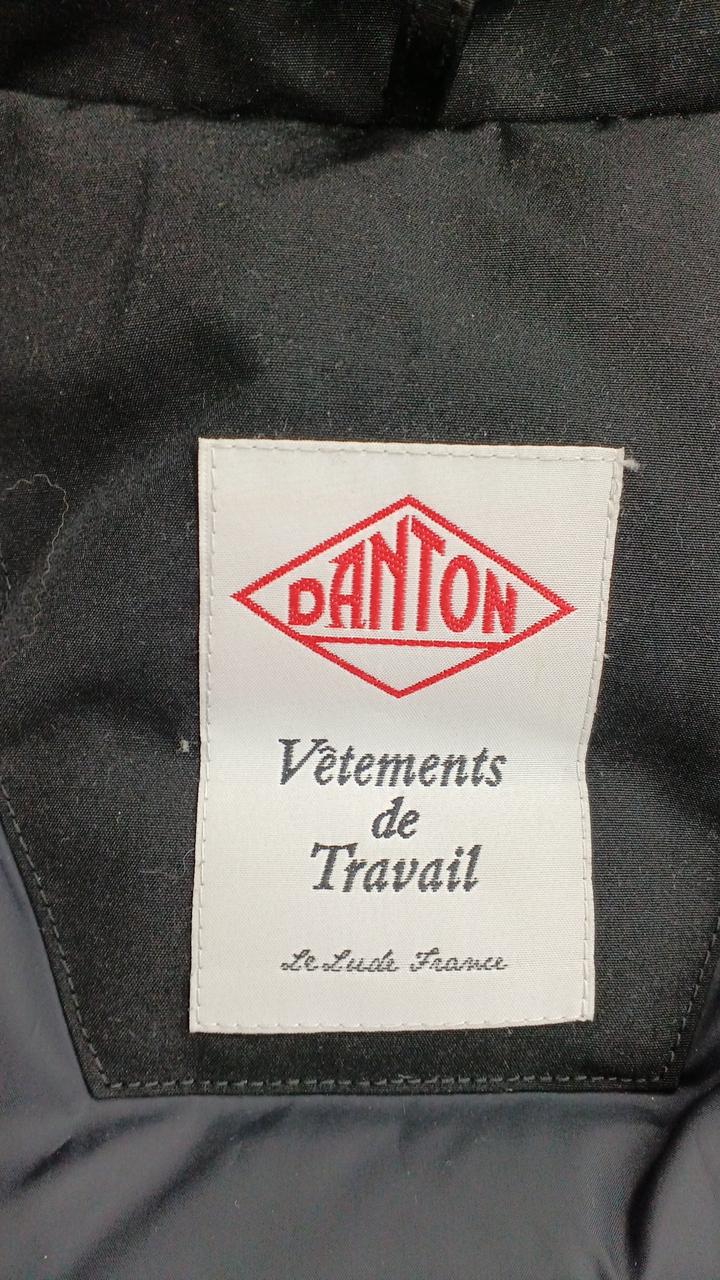 DANTON
Vêtements
de
Travail
Le Lude France